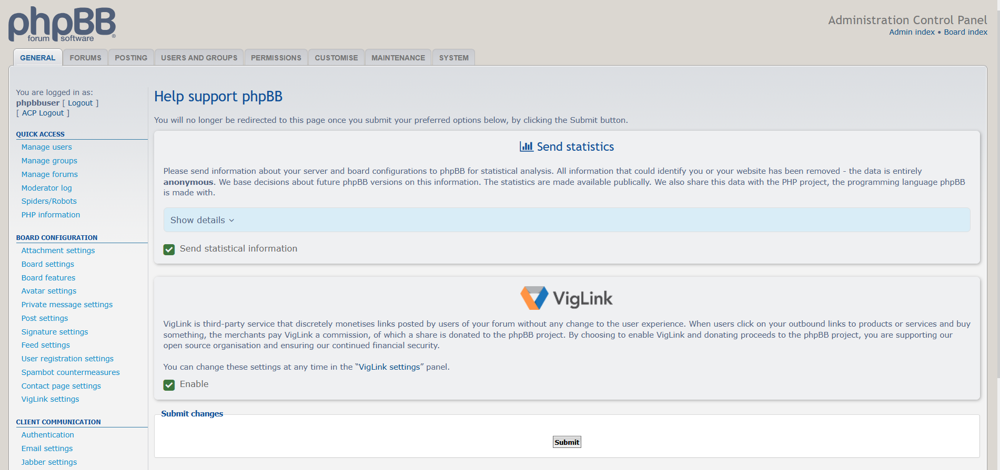 phpBB
forum software®
Administration Control Panel
Admin index • Board index
GENERAL FORUMS POSTING USERS AND GROUPS PERMISSIONS CUSTOMISE MAINTENANCE SYSTEM
You are logged in as:
phpbbuser [ Logout ]
[ ACP Logout ]
QUICK ACCESS
Manage users
Manage groups
Manage forums
Moderator log
Spiders/Robots
PHP information
BOARD CONFIGURATION
Attachment settings
Board settings
Board features
Avatar settings
Private message settings
Post settings
Signature settings
Feed settings
User registration settings
Spambot countermeasures
Contact page settings
VigLink settings
CLIENT COMMUNICATION
Authentication
Email settings
Jabber settings
Help support phpBB
You will no longer be redirected to this page once you submit your preferred options below, by clicking the Submit button.
Send statistics
Please send information about your server and board configurations to phpBB for statistical analysis. All information that could identify you or your website has been removed - the data is entirely
anonymous. We base decisions about future phpBB versions on this information. The statistics are made available publically. We also share this data with the PHP project, the programming language phpBB
is made with.
Show details
Send statistical information
VigLink
VigLink is third-party service that discretely monetises links posted by users of your forum without any change to the user experience. When users click on your outbound links to products or services and buy
something, the merchants pay VigLink a commission, of which a share is donated to the phpBB project. By choosing to enable VigLink and donating proceeds to the phpBB project, you are supporting our
open source organisation and ensuring our continued financial security.
You can change these settings at any time in the “VigLink settings” panel.
Enable
Submit changes
Submit